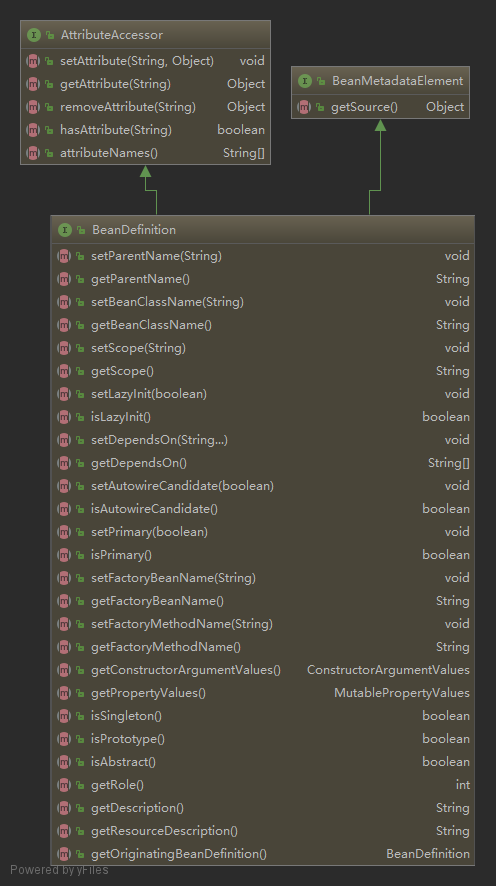 AttributeAccessor
setAttribute(String, Object) void
getAttribute(String) Object
removeAttribute(String) Object
hasAttribute(String) boolean
attributeNames() String[]
BeanMetadataElement
getSource() Object
BeanDefinition
setParentName(String) void
getParentName() String
setBeanClassName(String) void
getBeanClassName() String
setScope(String) void
getScope() String
setLazyInit(boolean) void
isLazyInit() boolean
setDependsOn(String...) void
getDependsOn() String[]
setAutowireCandidate(boolean) void
isAutowireCandidate() boolean
setPrimary(boolean) void
isPrimary() boolean
setFactoryBeanName(String) void
getFactoryBeanName() String
setFactoryMethodName(String) void
getFactoryMethodName() String
getConstructorArgumentValues() ConstructorArgumentValues
getPropertyValues() MutablePropertyValues
isSingleton() boolean
isPrototype() boolean
isAbstract() boolean
getRole() int
getDescription() String
getResourceDescription() String
getOriginatingBeanDefinition() BeanDefinition
Powered by yFiles